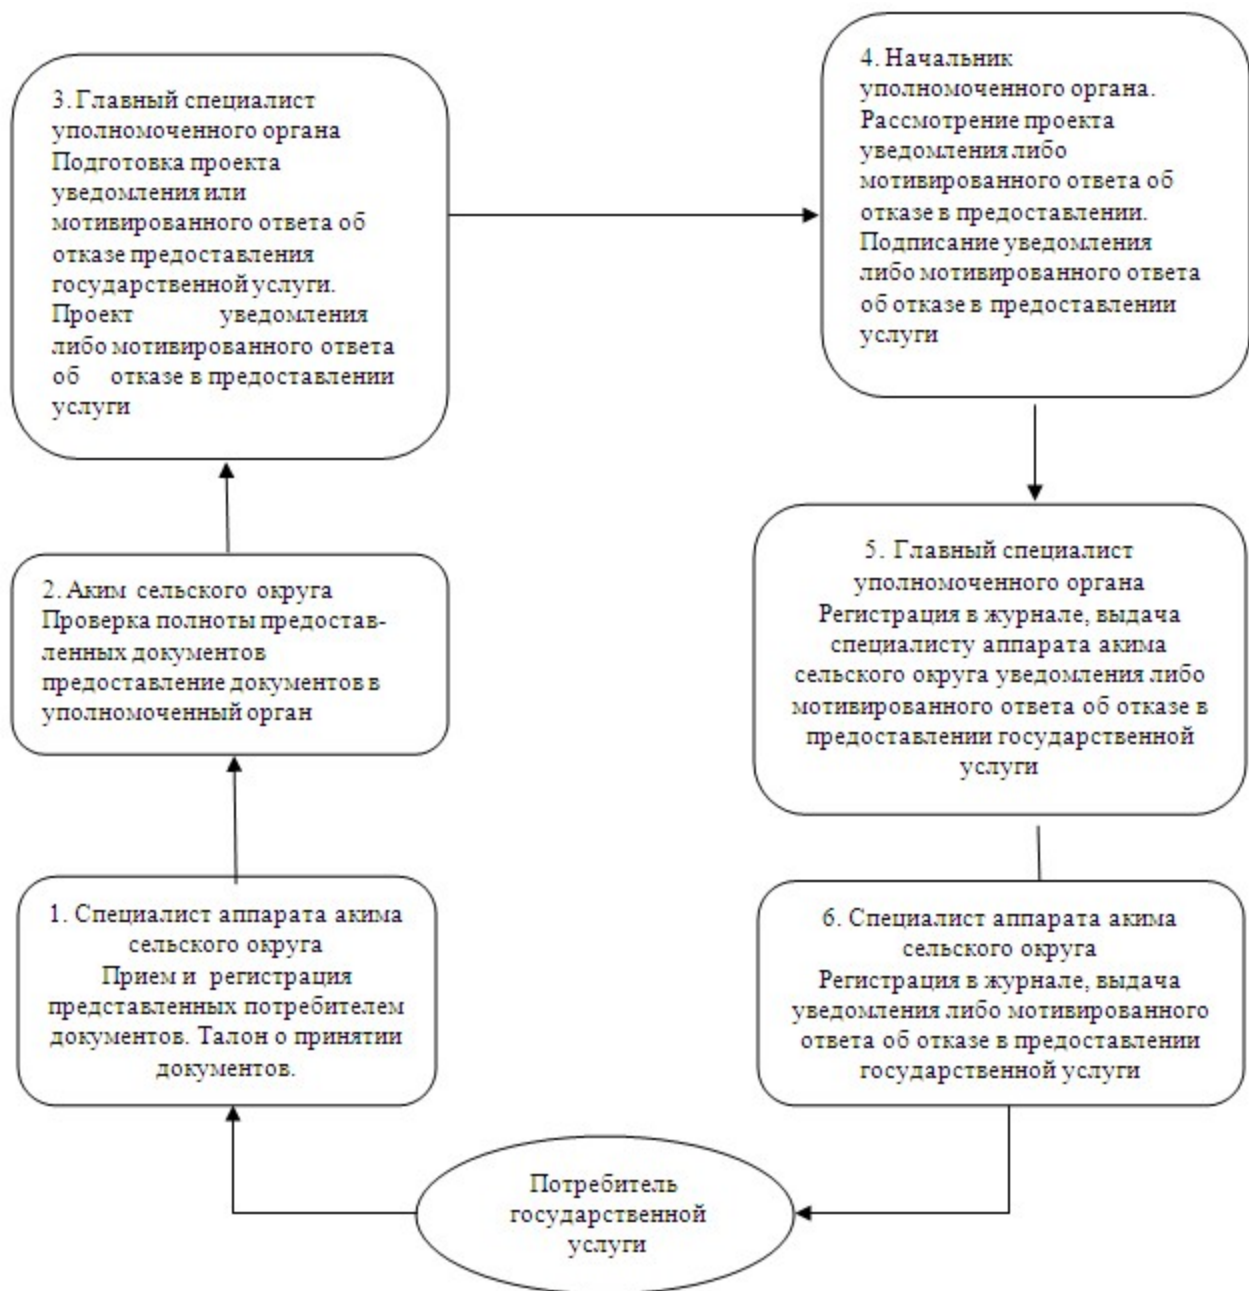 3. Главный специалист
уполномоченного органа
Подготовка проекта
уведомления или
мотивированного ответа об
отказе предоставления
государственной услуги.
Проект уведомления
либо мотивированного ответа
об отказе в предоставлении
услуги
4. Начальник
уполномоченного органа.
Рассмотрение проекта
уведомления либо
мотивированного ответа об
отказе в предоставлении.
Подписание уведомления
либо мотивированного ответа
об отказе в предоставлении
услуги
2. Аким сельского округа
Проверка полноты предостав-
ленных документов
предоставление документов в
уполномоченный орган
5. Главный специалист
уполномоченного органа
Регистрация в журнале, выдача
специалисту аппарата акима
сельского округа уведомления либо
мотивированного ответа об отказе в
предоставлении государственной
услуги
1. Специалист аппарата акима
сельского округа
Прием и регистрация
представленных потребителем
документов. Талон о принятии
документов.
6. Специалист аппарата акима
сельского округа
Регистрация в журнале, выдача
уведомления либо мотивированного
ответа об отказе в предоставлении
государственной услуги
Потребитель
государственной
услуги